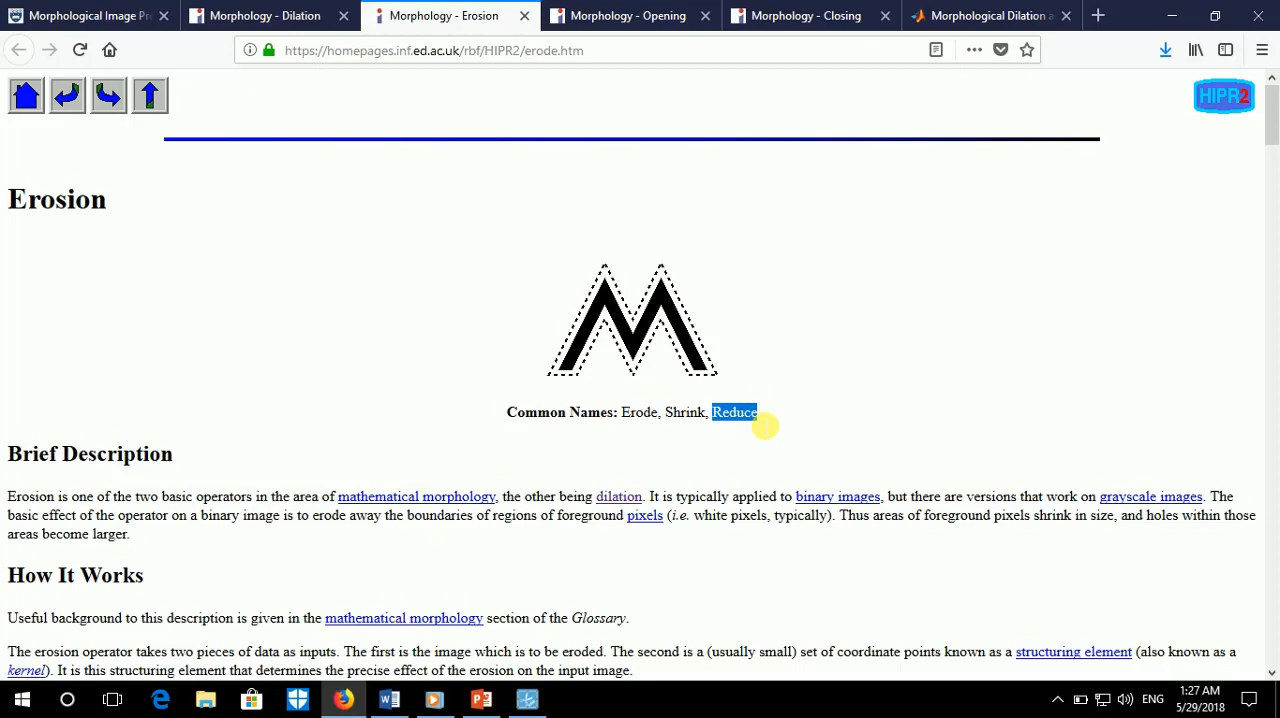 Morphological Image Pr
Morphology - Dilation
Morphology - Erosion
Morphology - Opening
Morphology - Closing
Morphological Dilation a
https://homepages.inf.ed.ac.uk/rbf/HIPR2/erode.htm
HIPR2
Erosion
Common Names: Erode, Shrink, Reduce
Brief Description
Erosion is one of the two basic operators in the area of mathematical morphology, the other being dilation. It is typically applied to binary images, but there are versions that work on grayscale images. The
basic effect of the operator on a binary image is to erode away the boundaries of regions of foreground pixels (i.e. white pixels, typically). Thus areas of foreground pixels shrink in size, and holes within those
areas become larger.
How It Works
Useful background to this description is given in the mathematical morphology section of the Glossary.
The erosion operator takes two pieces of data as inputs. The first is the image which is to be eroded. The second is a (usually small) set of coordinate points known as a structuring element (also known as a
kernel). It is this structuring element that determines the precise effect of the erosion on the input image.
ENG
1:27 AM
5/29/2018